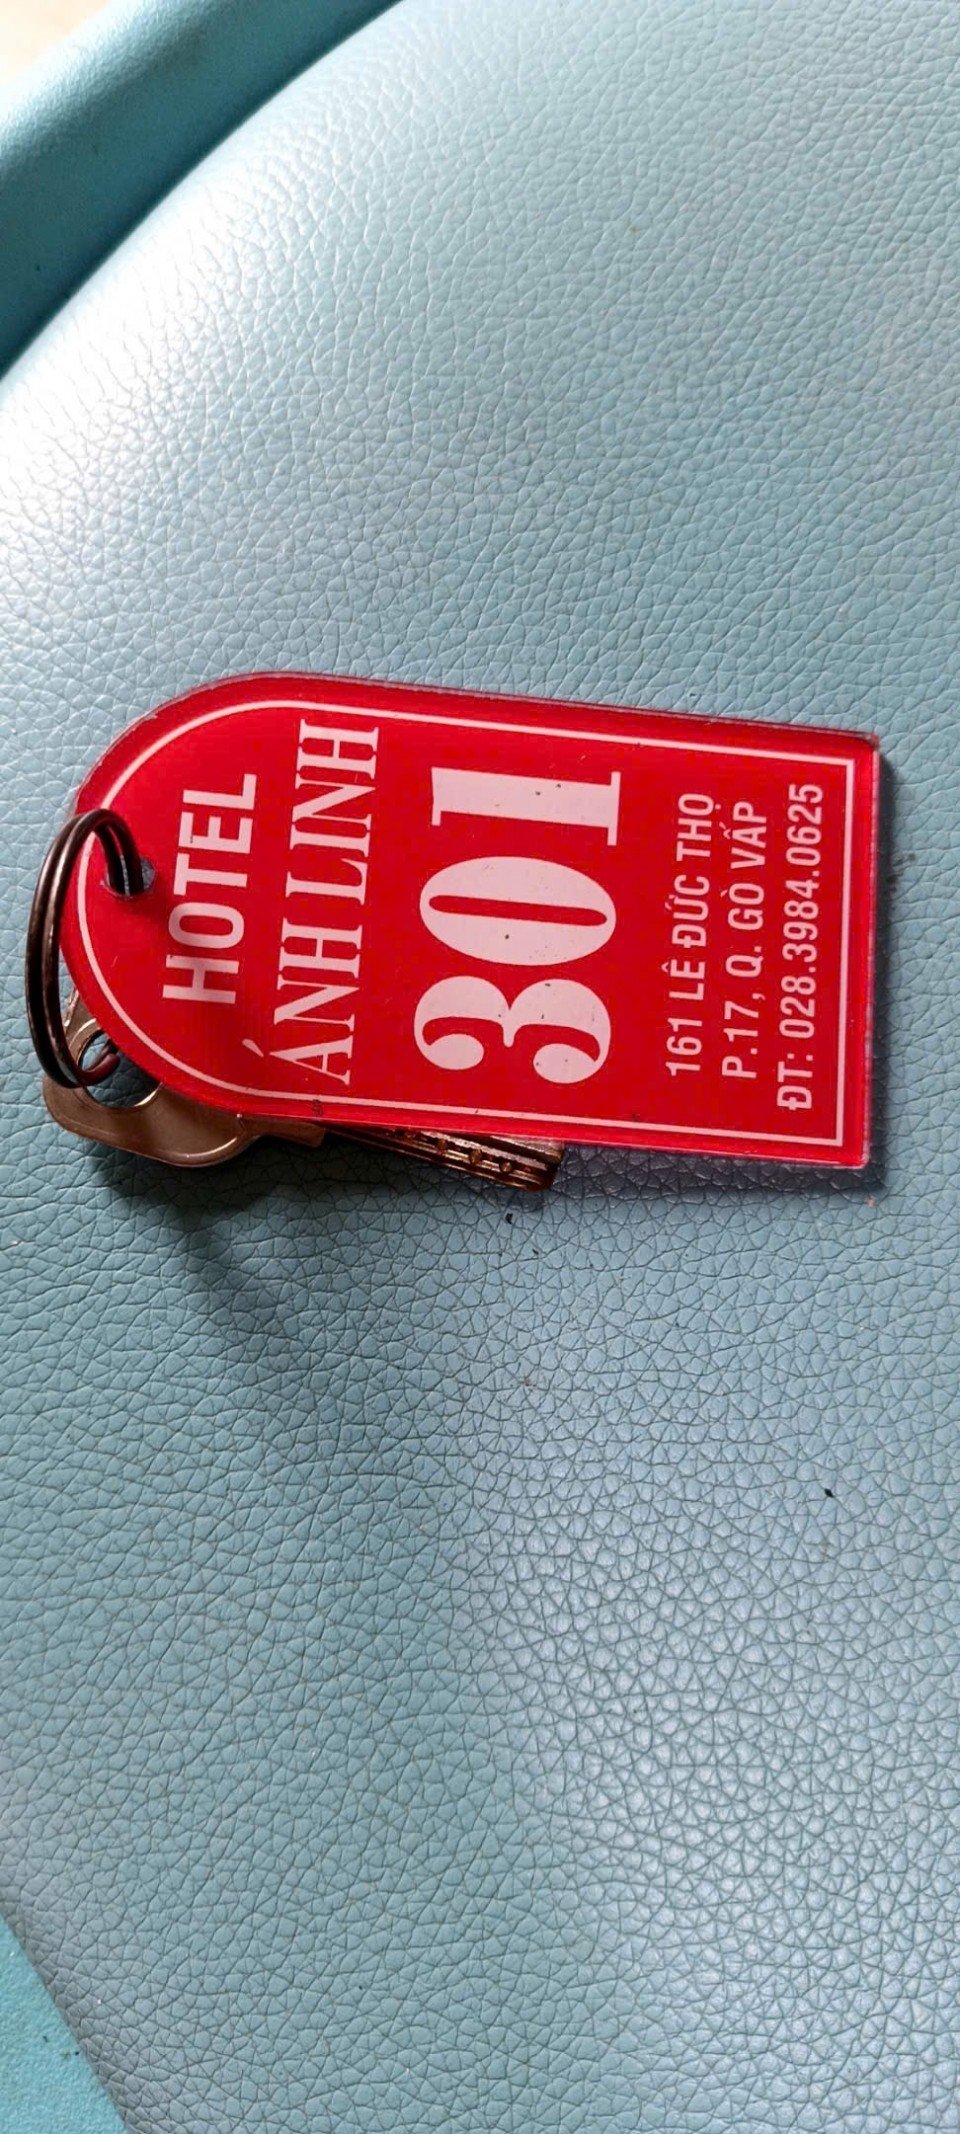 HOTEL
ÁNH LINH
301
161 LÊ ĐỨC THỌ
P.17, Q. GÒ VẤP
ĐT: 028.3984.0625